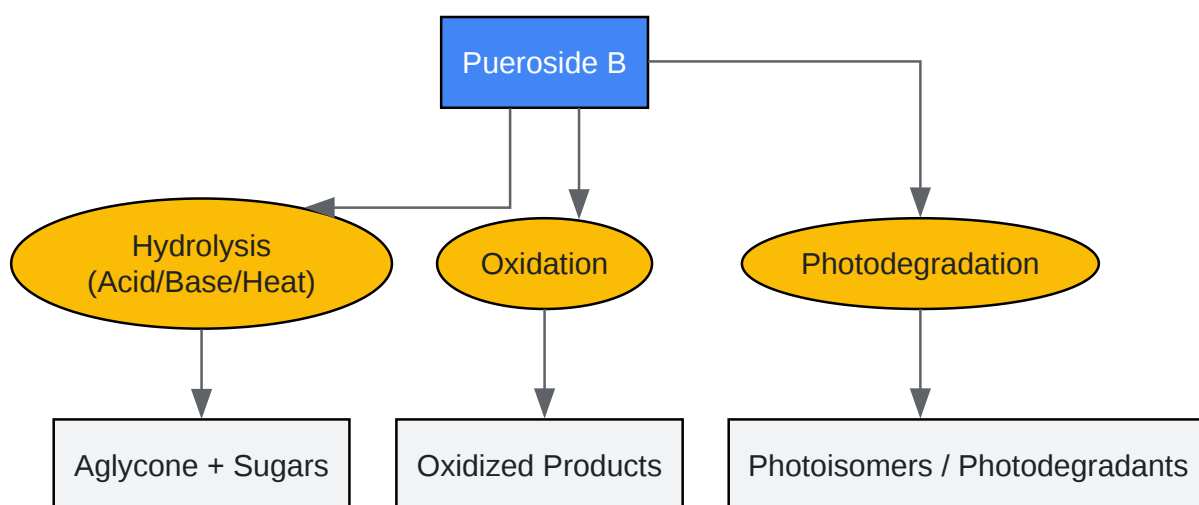 Pueroside B
Hydrolysis
(Acid/Base/Heat)
Oxidation
Photodegradation
Aglycone + Sugars
Oxidized Products
Photoisomers / Photodegradants